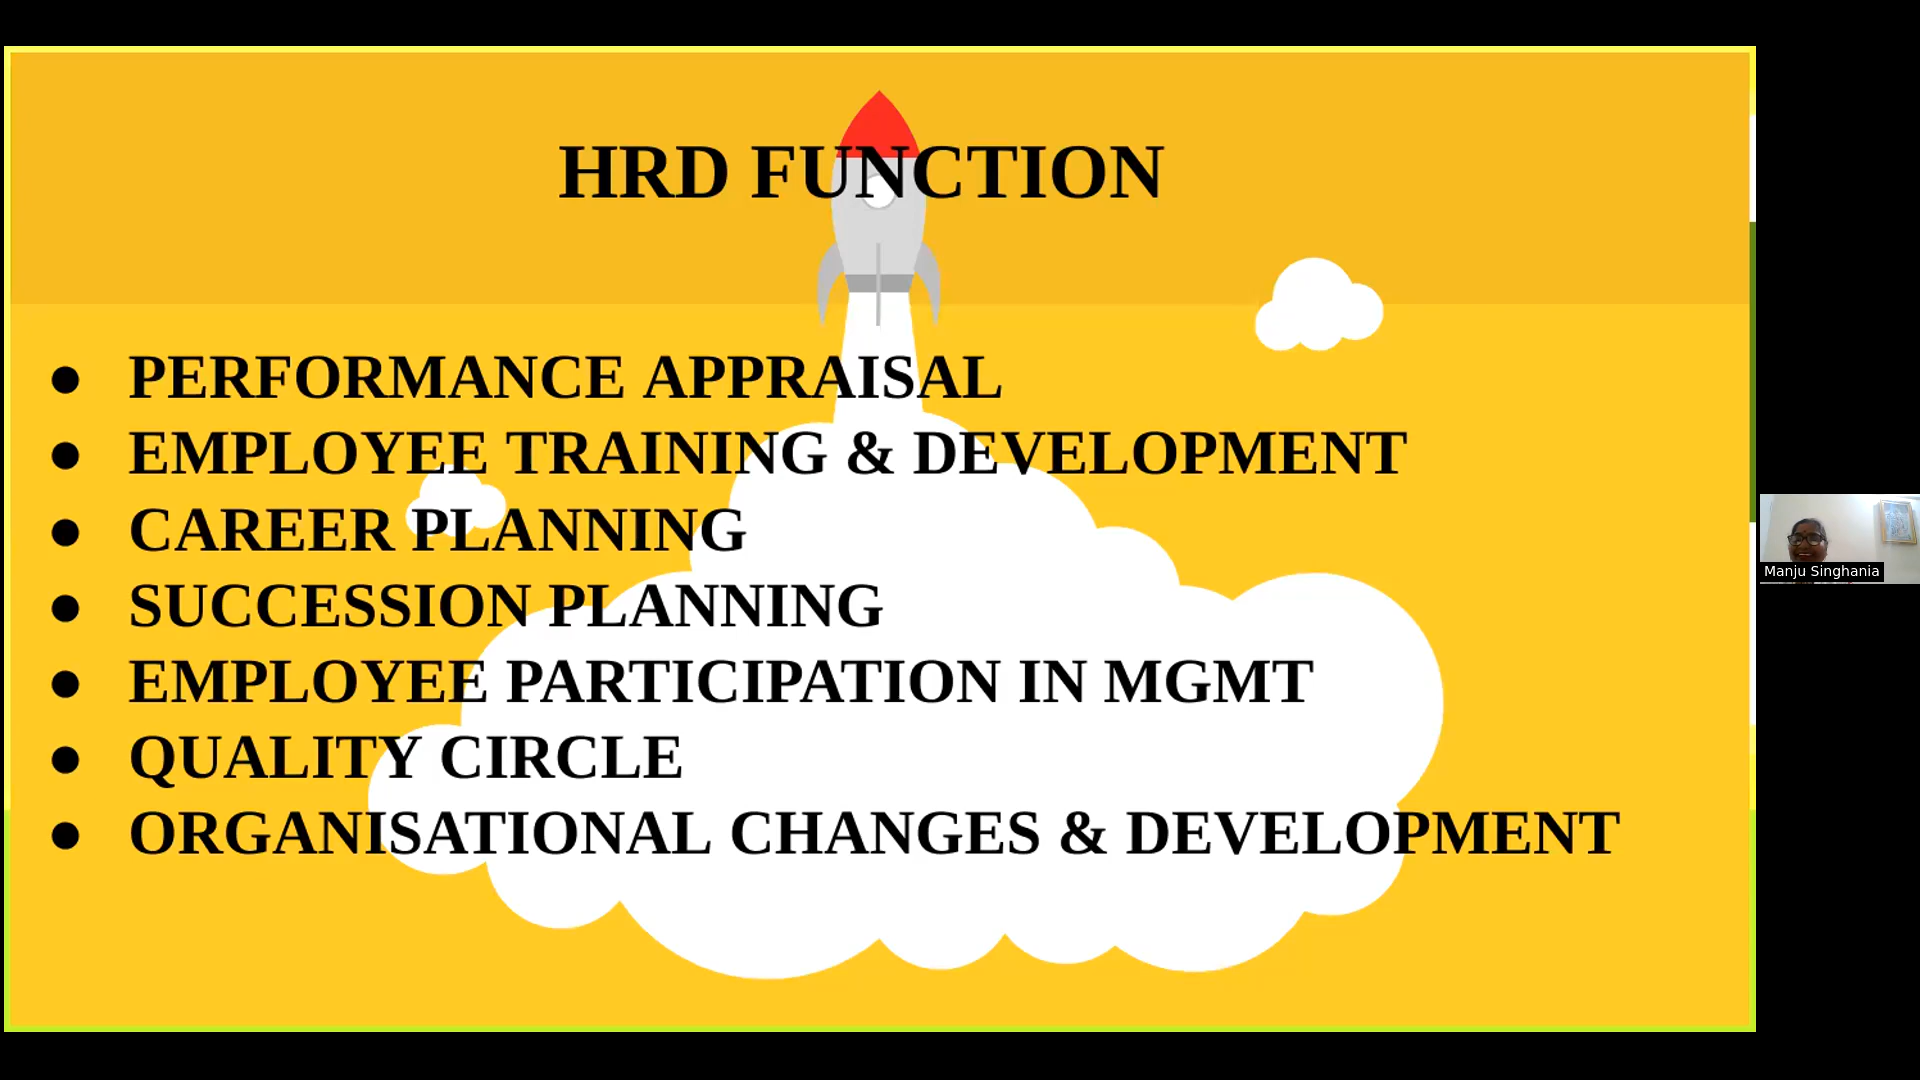 HRD FUNCTION
● PERFORMANCE APPRAISAL
● EMPLOYEE TRAINING & DEVELOPMENT
● CAREER PLANNING
● SUCCESSION PLANNING
● EMPLOYEE PARTICIPATION IN MGMT
● QUALITY CIRCLE
● ORGANISATIONAL CHANGES & DEVELOPMENT
Manju Singhania